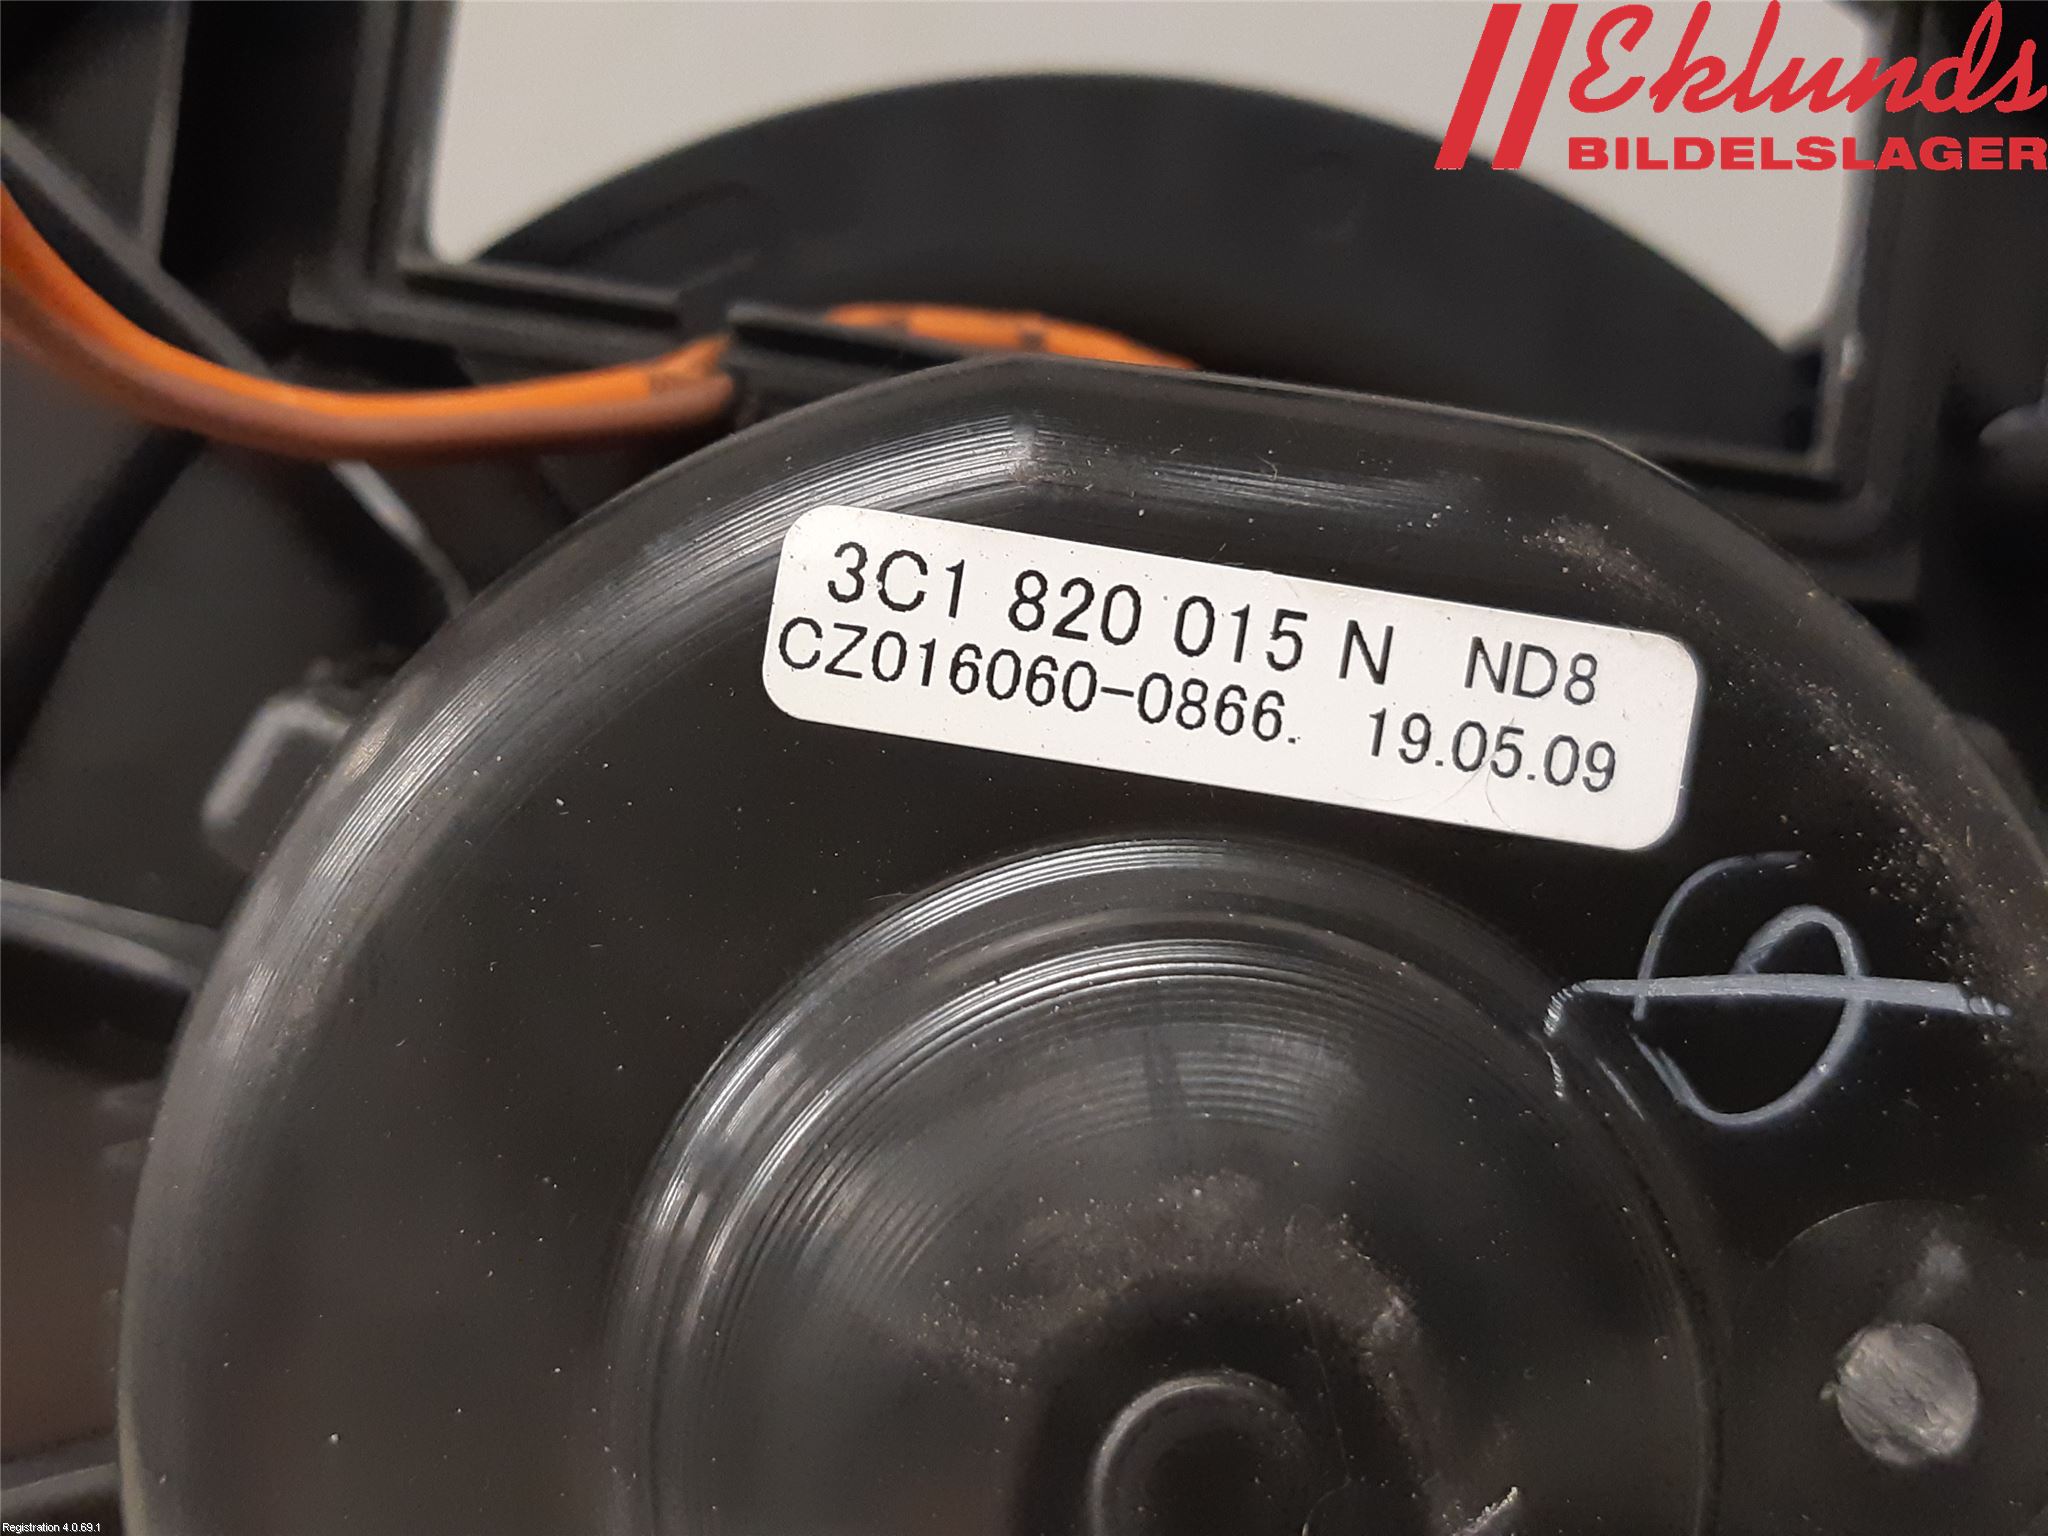 Eklunds
BILDELSLAGER
3C1 820 015 N ND8
CZ016060-0866. 19.05.09
Registration 4.0.69.1